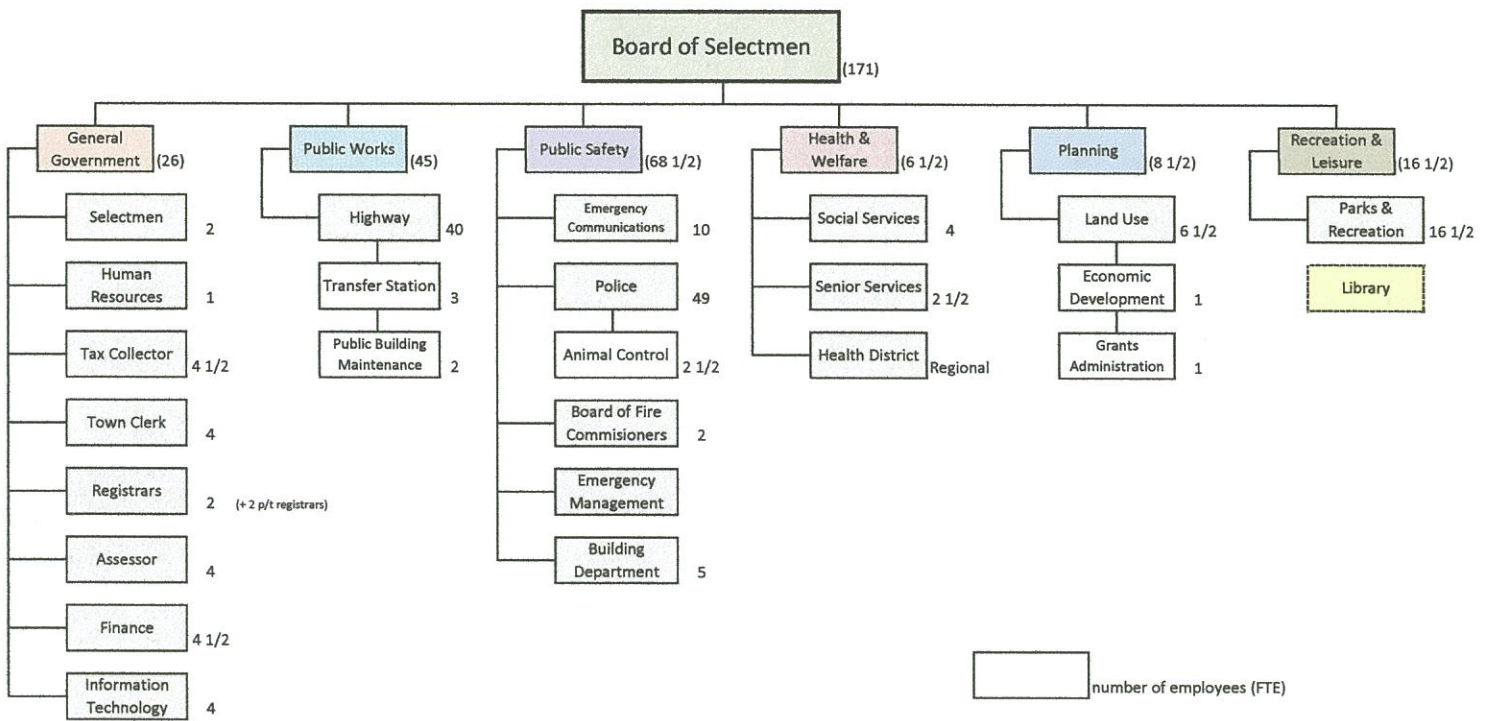 Board of Selectmen
(171)
General
Government (26)
Selectmen
2
Human
Resources
1
Tax Collector
4 1/2
Town Clerk
4
Registrars
2 (+ 2 p/t registrars)
Assessor
4
Finance
4 1/2
Information
Technology
4
Public Works (45)
Highway
40
Transfer Station
3
Public Building
Maintenance
2
Public Safety (68 1/2)
Emergency
Communications
10
Police
49
Animal Control
2 1/2
Board of Fire
Commisioners
2
Emergency
Management
Building
Department
5
Health &
Welfare (6 1/2)
Social Services
4
Senior Services
2 1/2
Health District
Regional
Planning (8 1/2)
Land Use
6 1/2
Economic
Development
1
Grants
Administration
1
Recreation &
Leisure (16 1/2)
Parks &
Recreation
16 1/2
Library
number of employees (FTE)